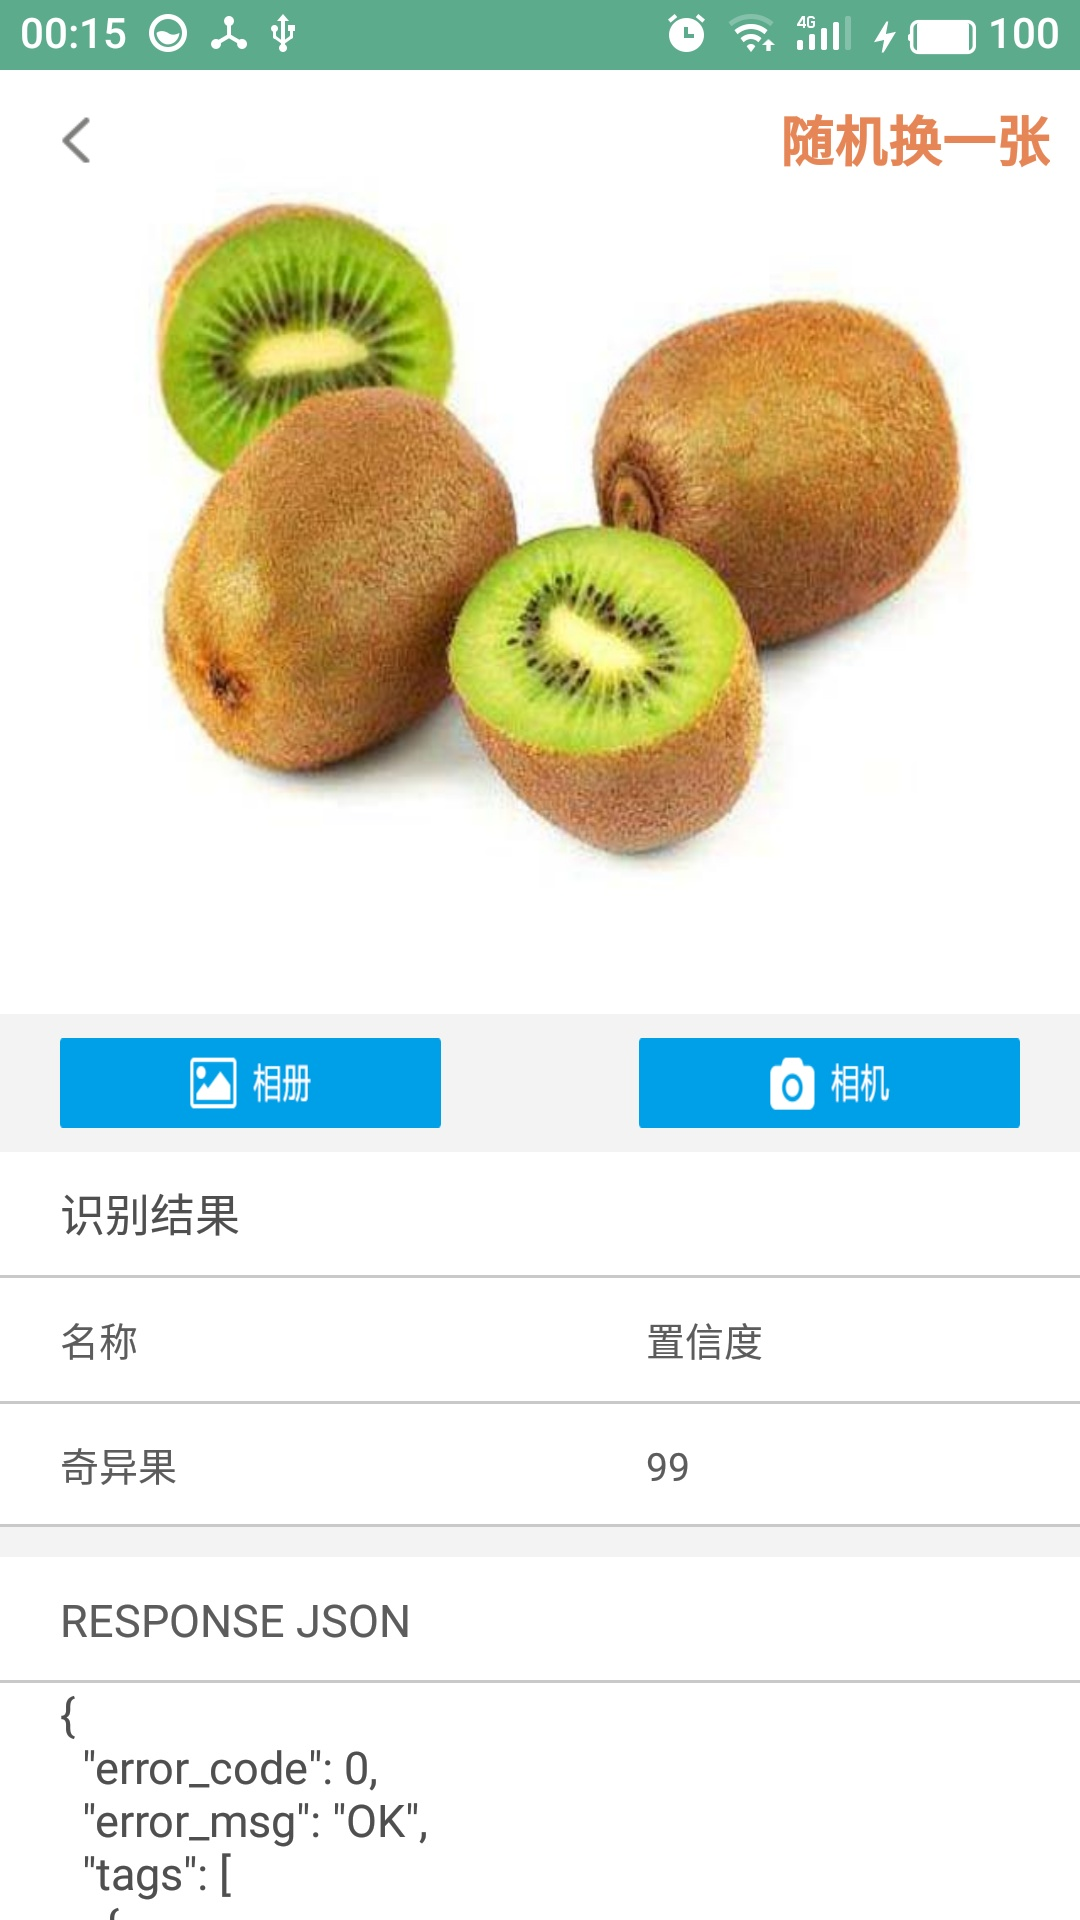 00:15 4G 100
随机换一张
相册 相机
识别结果
名称 置信度
奇异果 99
RESPONSE JSON
{
"error_code": 0,
"error_msg": "OK",
"tags": [
{